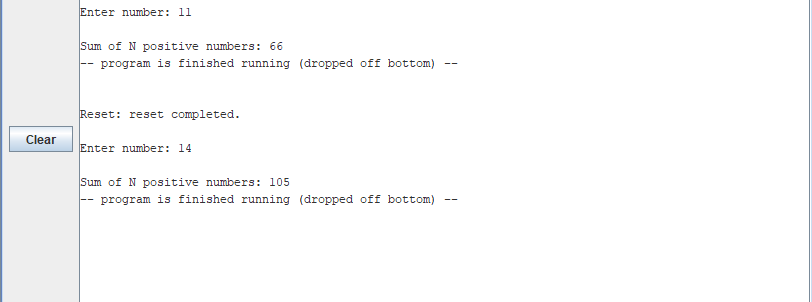 Enter number: 11
Sum of N positive numbers: 66
-- program is finished running (dropped off bottom) --
Reset: reset completed.
Clear
Enter number: 14
Sum of N positive numbers: 105
-- program is finished running (dropped off bottom) --